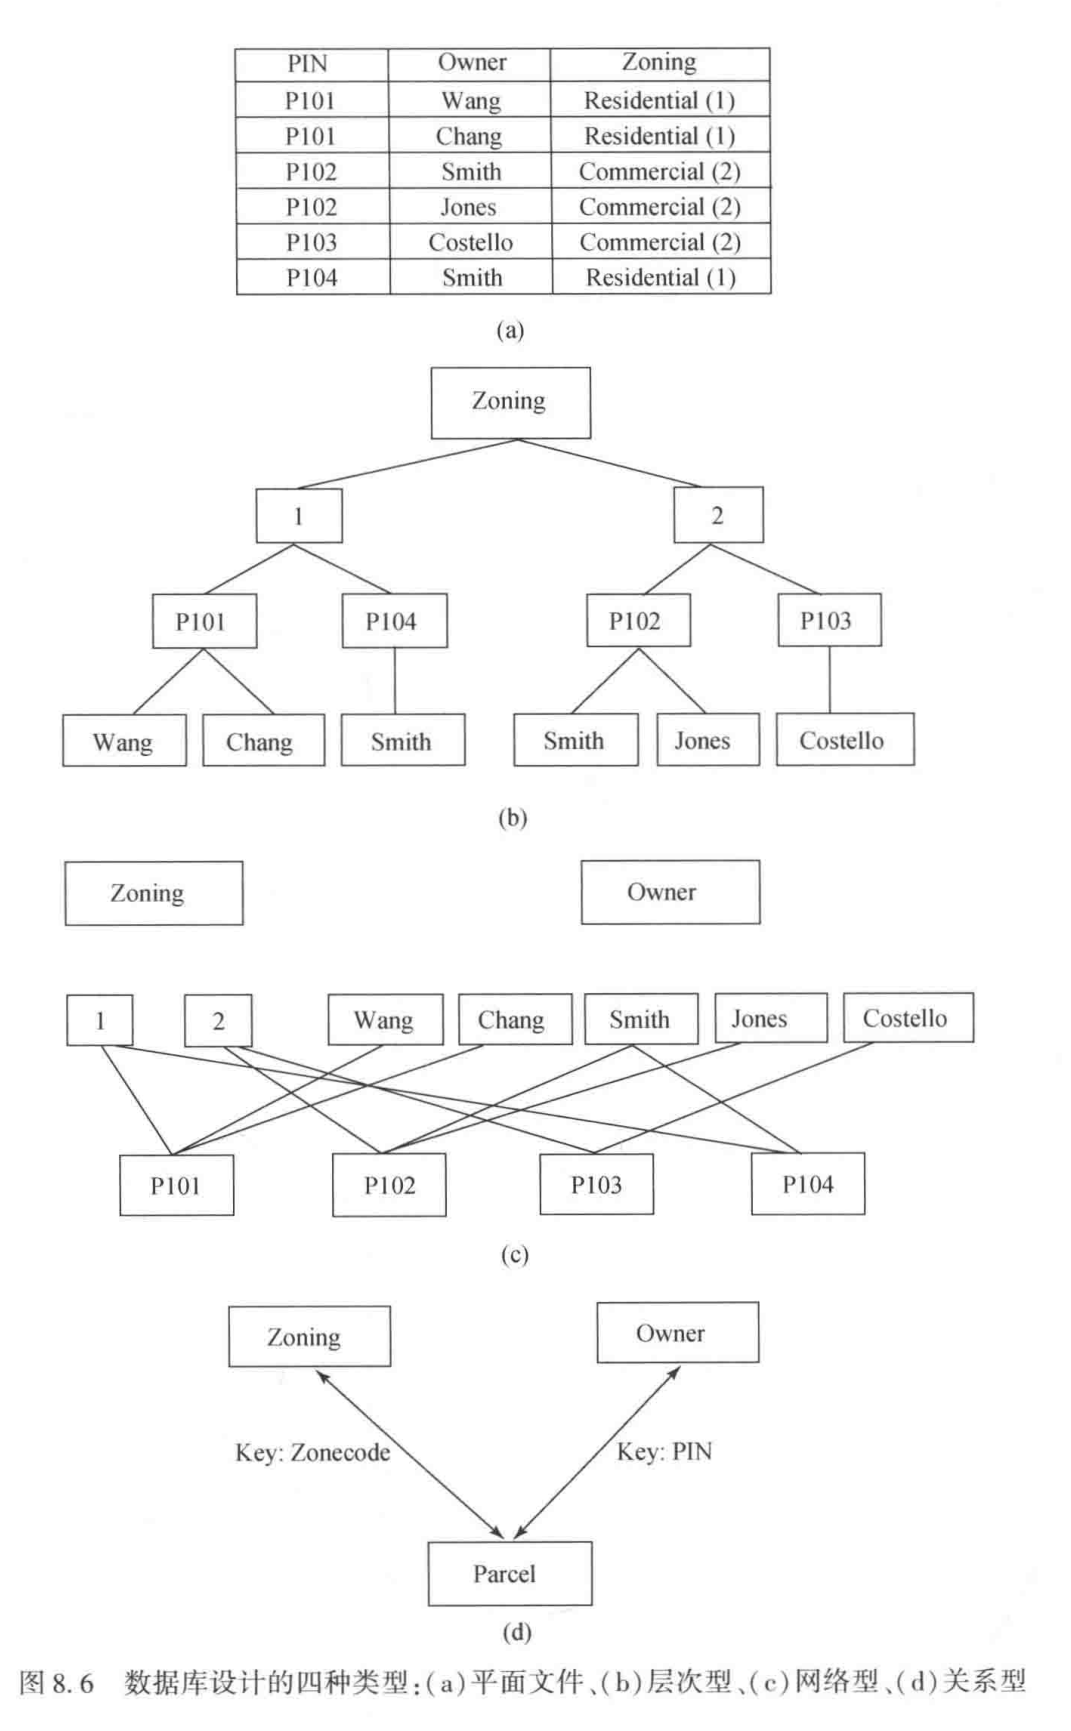 PIN Owner Zoning
P101 Wang Residential (1)
P101 Chang Residential (1)
P102 Smith Commercial (2)
P102 Jones Commercial (2)
P103 Costello Commercial (2)
P104 Smith Residential (1)
(a)
Zoning
1 2
P101 P104 P102 P103
Wang Chang Smith Smith Jones Costello
(b)
Zoning Owner
1 2 Wang Chang Smith Jones Costello
P101 P102 P103 P104
(c)
Zoning Owner
Key: Zonecode Key: PIN
Parcel
(d)
图 8.6 数据库设计的四种类型:(a)平面文件、(b)层次型、(c)网络型、(d)关系型